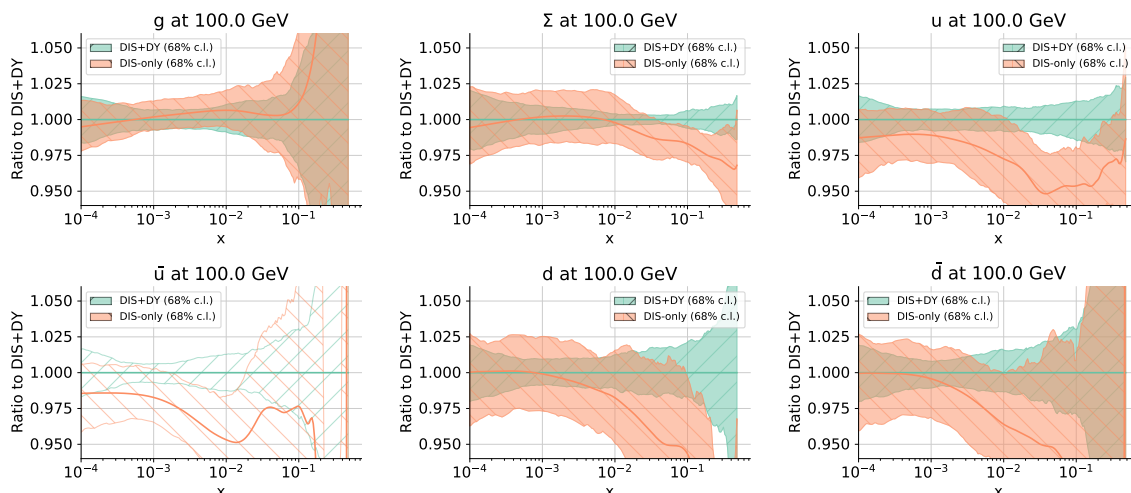 g at 100.0 GeV
Ratio to DIS+DY
1.050
1.025
1.000
0.975
0.950
DIS+DY (68% c.l.)
DIS-only (68% c.l.)
10⁻⁴ 10⁻³ 10⁻² 10⁻¹
x
Σ at 100.0 GeV
Ratio to DIS+DY
1.050
1.025
1.000
0.975
0.950
DIS+DY (68% c.l.)
DIS-only (68% c.l.)
10⁻⁴ 10⁻³ 10⁻² 10⁻¹
x
u at 100.0 GeV
Ratio to DIS+DY
1.050
1.025
1.000
0.975
0.950
DIS+DY (68% c.l.)
DIS-only (68% c.l.)
10⁻⁴ 10⁻³ 10⁻² 10⁻¹
x
ū at 100.0 GeV
Ratio to DIS+DY
1.050
1.025
1.000
0.975
0.950
DIS+DY (68% c.l.)
DIS-only (68% c.l.)
10⁻⁴ 10⁻³ 10⁻² 10⁻¹
x
d at 100.0 GeV
Ratio to DIS+DY
1.050
1.025
1.000
0.975
0.950
DIS+DY (68% c.l.)
DIS-only (68% c.l.)
10⁻⁴ 10⁻³ 10⁻² 10⁻¹
x
d̄ at 100.0 GeV
Ratio to DIS+DY
1.050
1.025
1.000
0.975
0.950
DIS+DY (68% c.l.)
DIS-only (68% c.l.)
10⁻⁴ 10⁻³ 10⁻² 10⁻¹
x